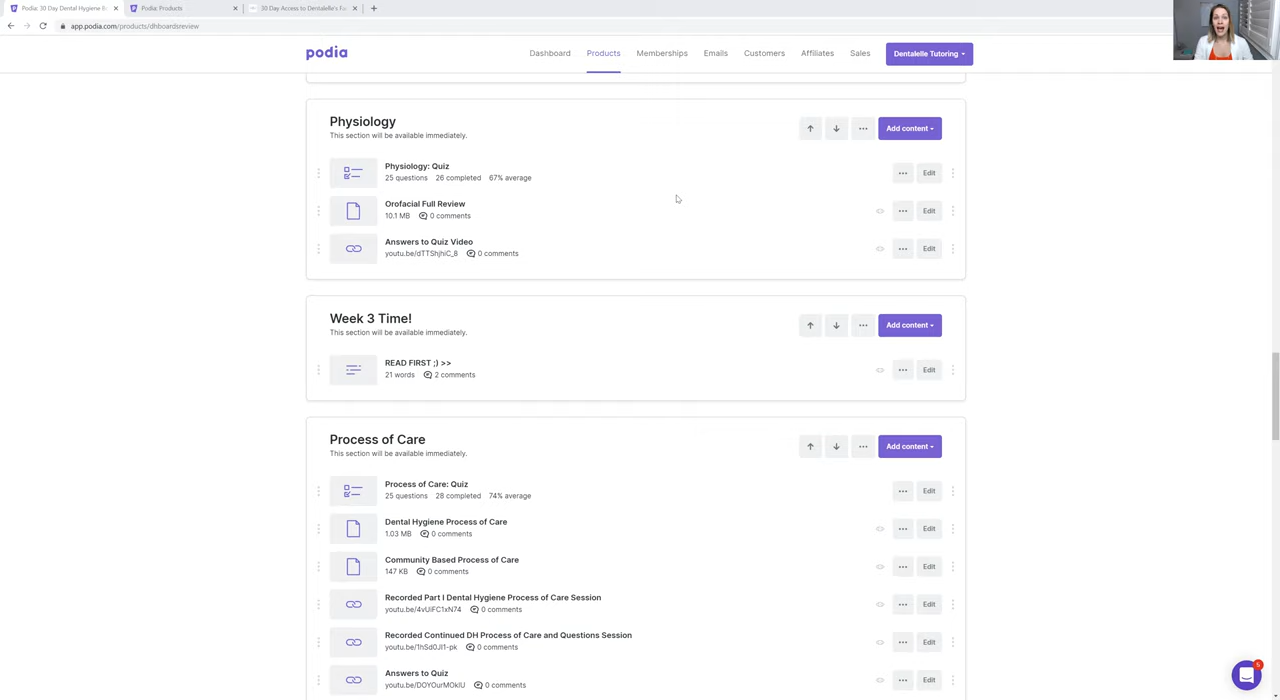 Podia: 30 Day Dental Hygiene B
Podia: Products
30 Day Access to Dentalelle's Fu
app.podia.com/products/dhboardsreview
podia
Dashboard
Products
Memberships
Emails
Customers
Affiliates
Sales
Dentalelle Tutoring
Physiology
This section will be available immediately.
Add content
Physiology: Quiz
25 questions 26 completed 67% average
Edit
Orofacial Full Review
10.1 MB 0 comments
Edit
Answers to Quiz Video
youtu.be/dTTShjhiC_8 0 comments
Edit
Week 3 Time!
This section will be available immediately.
Add content
READ FIRST ;) >>
21 words 2 comments
Edit
Process of Care
This section will be available immediately.
Add content
Process of Care: Quiz
25 questions 28 completed 74% average
Edit
Dental Hygiene Process of Care
1.03 MB 0 comments
Edit
Community Based Process of Care
147 KB 0 comments
Edit
Recorded Part I Dental Hygiene Process of Care Session
youtu.be/4vUiFC1xN74 0 comments
Edit
Recorded Continued DH Process of Care and Questions Session
youtu.be/1hSd0JI1-pk 0 comments
Edit
Answers to Quiz
youtu.be/DOYOurMOklU 0 comments
Edit
5